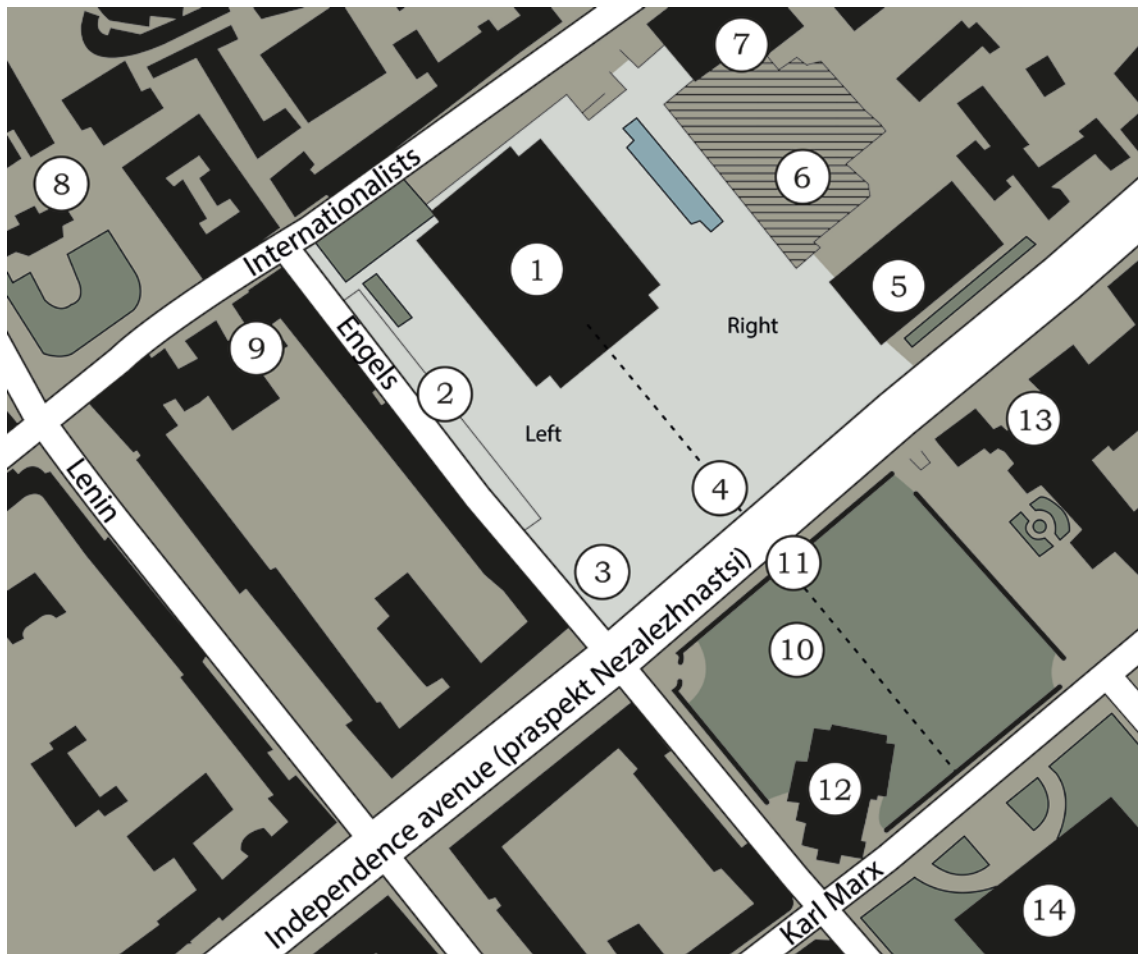 7
8
6
Internationalists
1
5
Right
Engels
9
2
Left
13
Lenin
4
3
11
Independence avenue (praspekt Nezalezhnastsi)
10
12
Karl Marx
14